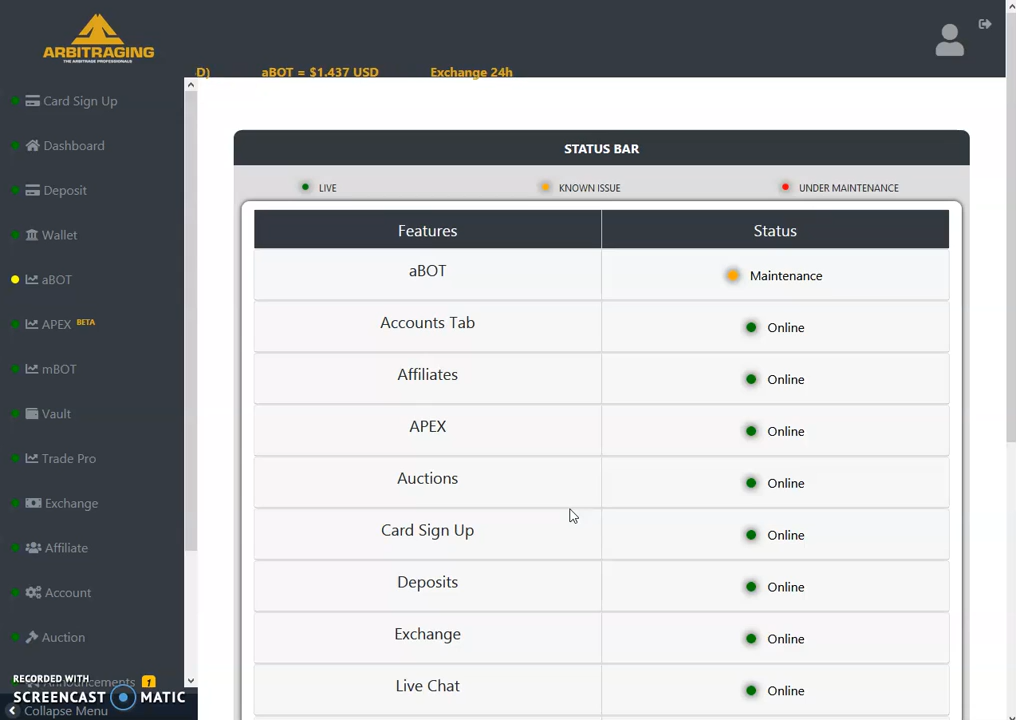 ARBITRAGING
THE ARBITRAGE PROFESSIONALS
D)
aBOT = $1.437 USD
Exchange 24h
Card Sign Up
Dashboard
Deposit
Wallet
aBOT
APEX BETA
mBOT
Vault
Trade Pro
Exchange
Affiliate
Account
Auction
Announcements 1
Collapse Menu
RECORDED WITH
SCREENCAST MATIC
STATUS BAR
LIVE
KNOWN ISSUE
UNDER MAINTENANCE
Features Status
aBOT Maintenance
Accounts Tab Online
Affiliates Online
APEX Online
Auctions Online
Card Sign Up Online
Deposits Online
Exchange Online
Live Chat Online